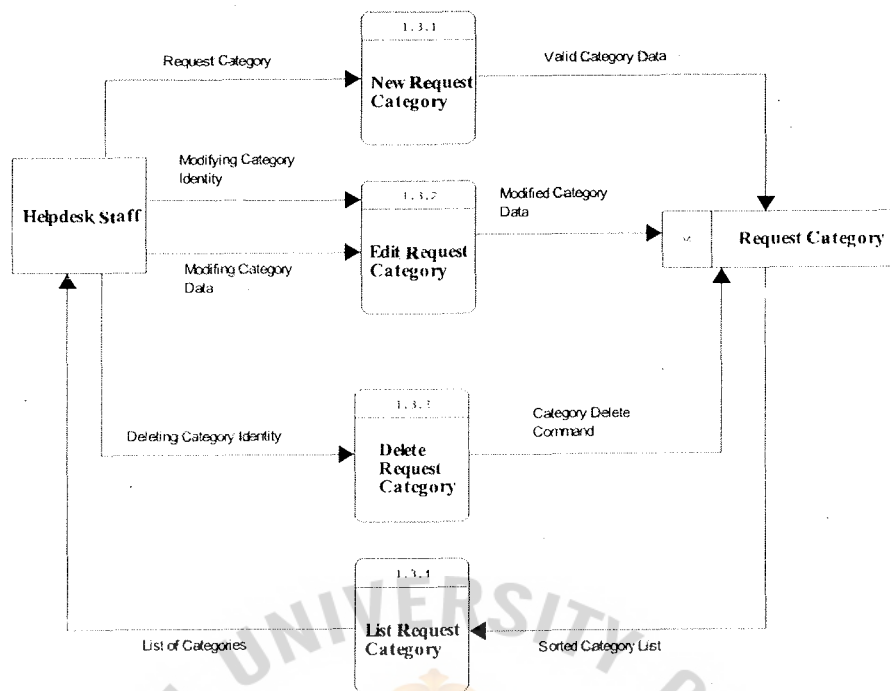 1.3.1
Request Category
New Request
Category
Valid Category Data
Modifying Category
Identity
Helpdesk Staff
1.3.2
Edit Request
Category
Modified Category
Data
Request Category
Modifing Category
Data
1.3.3
Deleting Category Identity
Delete
Request
Category
Category Delete
Command
1.3.4
List of Categories
List Request
Category
Sorted Category List
UNIVERSITY